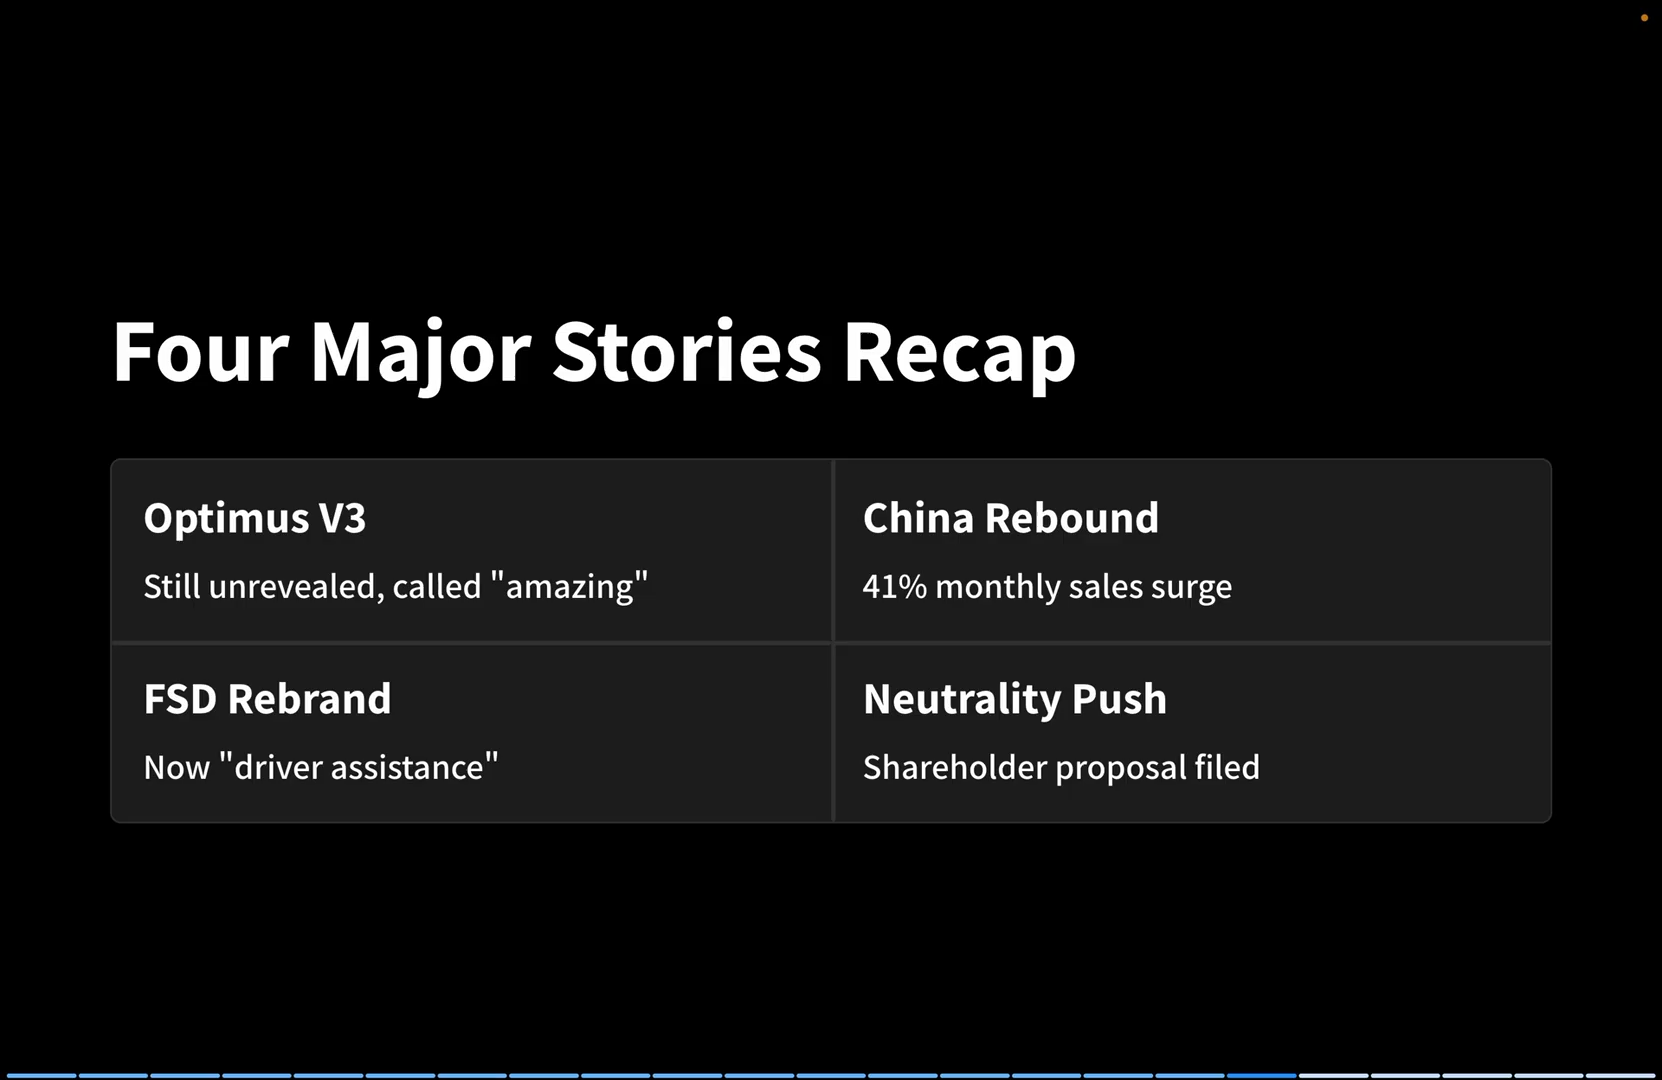 Four Major Stories Recap
Optimus V3
Still unrevealed, called "amazing"
China Rebound
41% monthly sales surge
FSD Rebrand
Now "driver assistance"
Neutrality Push
Shareholder proposal filed